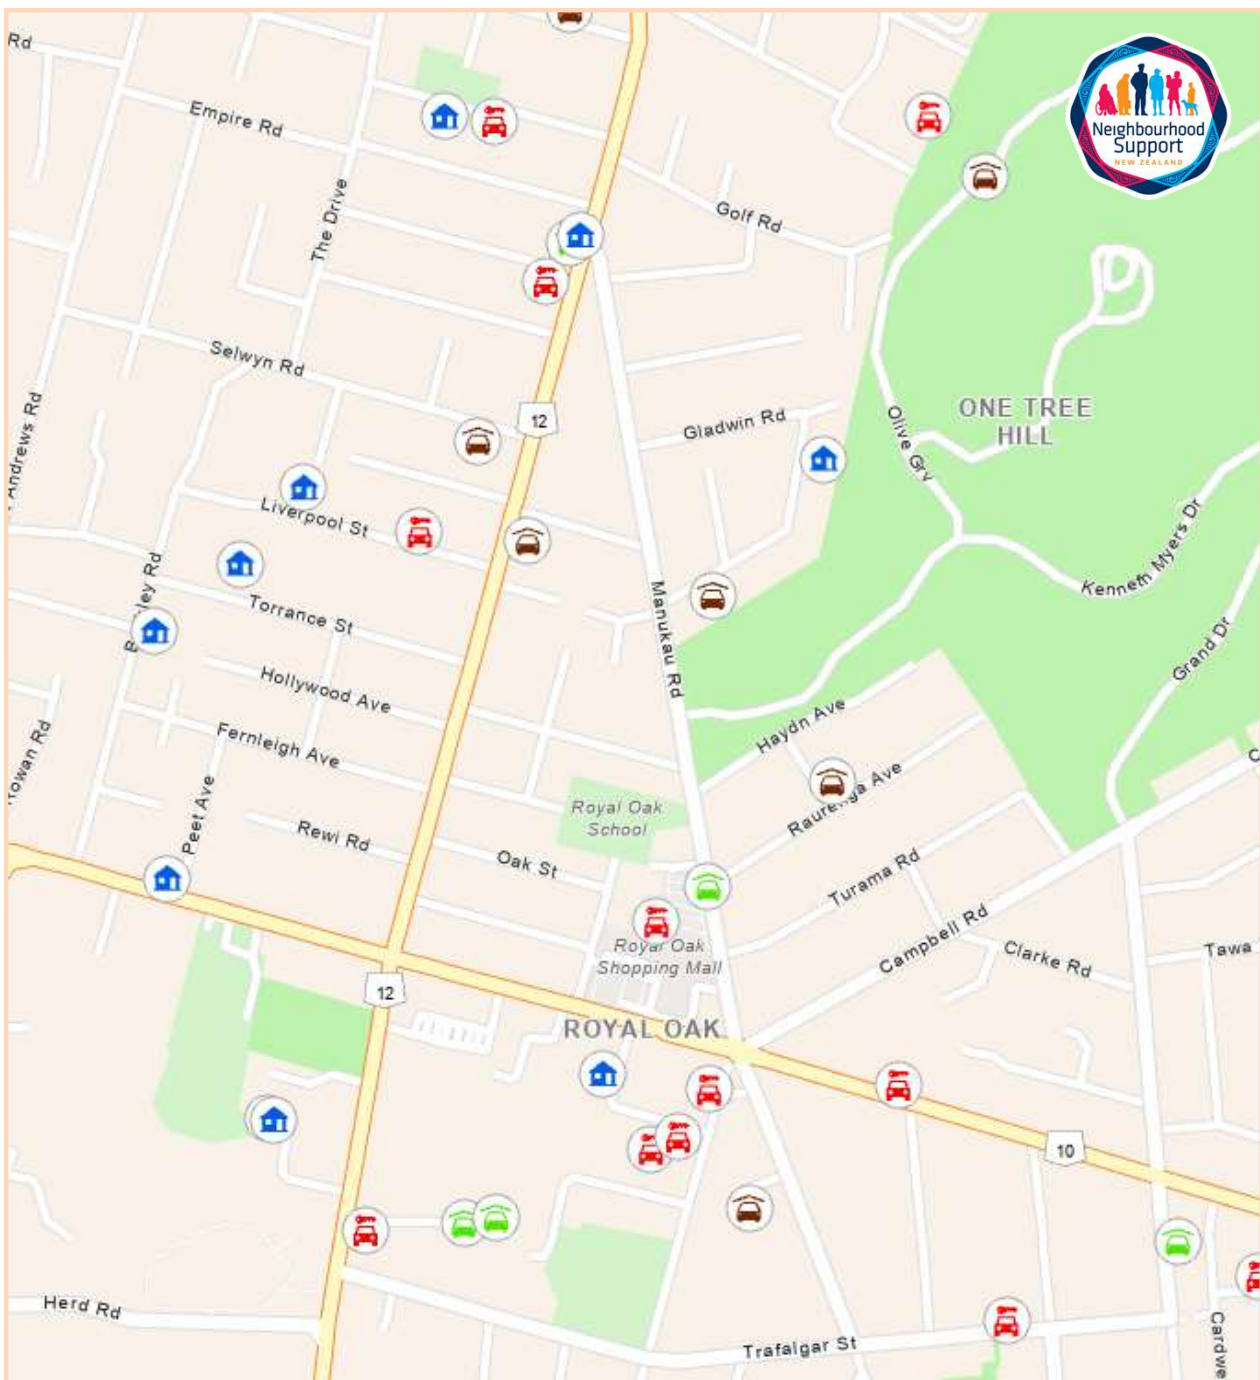 Rd
Neighbourhood
Support
NEW ZEALAND
Empire Rd
The Drive
Golf Rd
Selwyn Rd
ONE TREE
HILL
12
Gladwin Rd
Olive Grv
Andrews Rd
Liverpool St
Kenneth Myers Dr
Torrance St
Manukau Rd
Grand Dr
Hollywood Ave
Haydn Ave
Fernleigh Ave
Rowan Rd
Peet Ave
Royal Oak
School
Rewi Rd
Oak St
Turama Rd
Royal Oak
Shopping Mall
Campbell Rd
Clarke Rd
Tawa
12
ROYAL OAK
10
Herd Rd
Trafalgar St
Cardwe